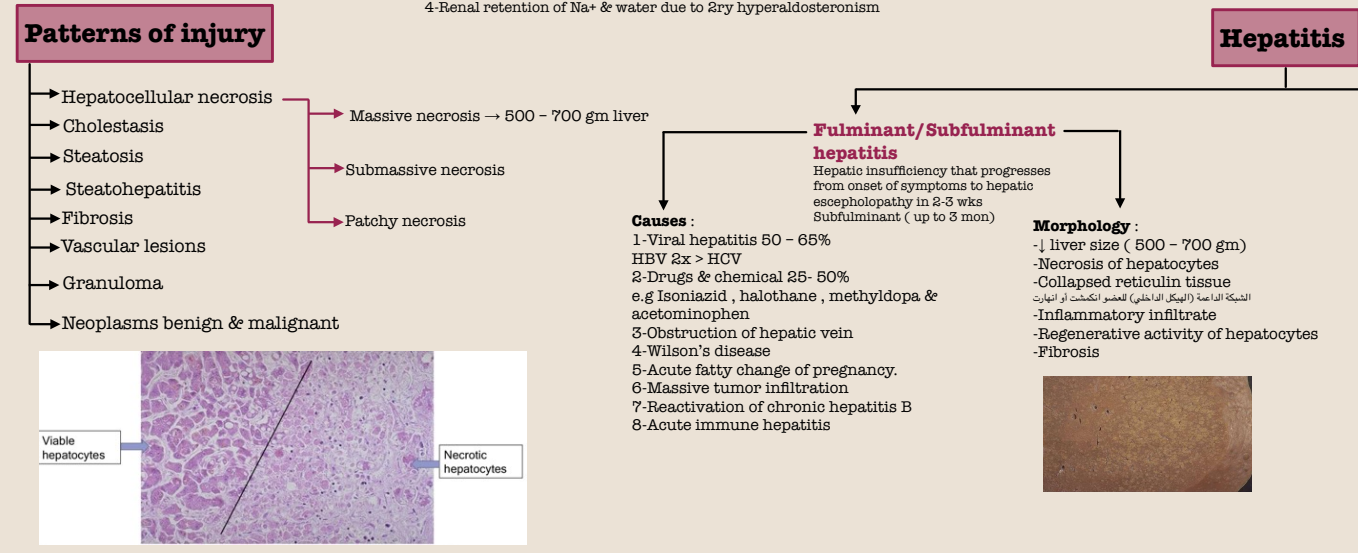 4-Renal retention of Na+ & water due to 2ry hyperaldosteronism
Patterns of injury
Hepatocellular necrosis
Cholestasis
Steatosis
Steatohepatitis
Fibrosis
Vascular lesions
Granuloma
Neoplasms benign & malignant
Massive necrosis → 500 – 700 gm liver
Submassive necrosis
Patchy necrosis
Viable
hepatocytes
Necrotic
hepatocytes
Hepatitis
Fulminant/Subfulminant
hepatitis
Hepatic insufficiency that progresses
from onset of symptoms to hepatic
escepholopathy in 2-3 wks
Subfulminant ( up to 3 mon)
Causes :
1-Viral hepatitis 50 – 65%
HBV 2x > HCV
2-Drugs & chemical 25- 50%
e.g Isoniazid , halothane , methyldopa &
acetominophen
3-Obstruction of hepatic vein
4-Wilson's disease
5-Acute fatty change of pregnancy.
6-Massive tumor infiltration
7-Reactivation of chronic hepatitis B
8-Acute immune hepatitis
Morphology :
-↓ liver size ( 500 – 700 gm)
-Necrosis of hepatocytes
-Collapsed reticulin tissue
الشبكة الداعمة (الهيكل الداخلي) للعضو انكمشت أو انهارت
-Inflammatory infiltrate
-Regenerative activity of hepatocytes
-Fibrosis